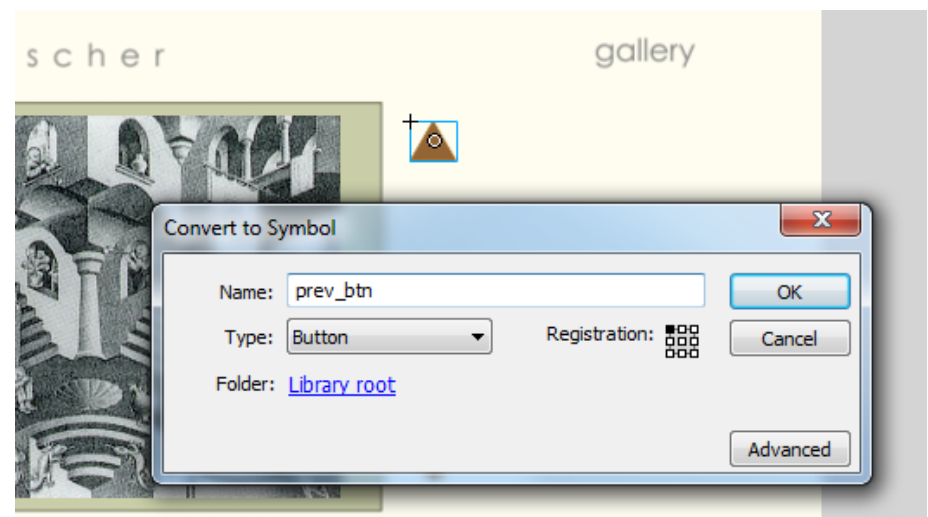 scher gallery
Convert to Symbol
Name: prev_btn OK
Type: Button Registration: Cancel
Folder: Library root
Advanced